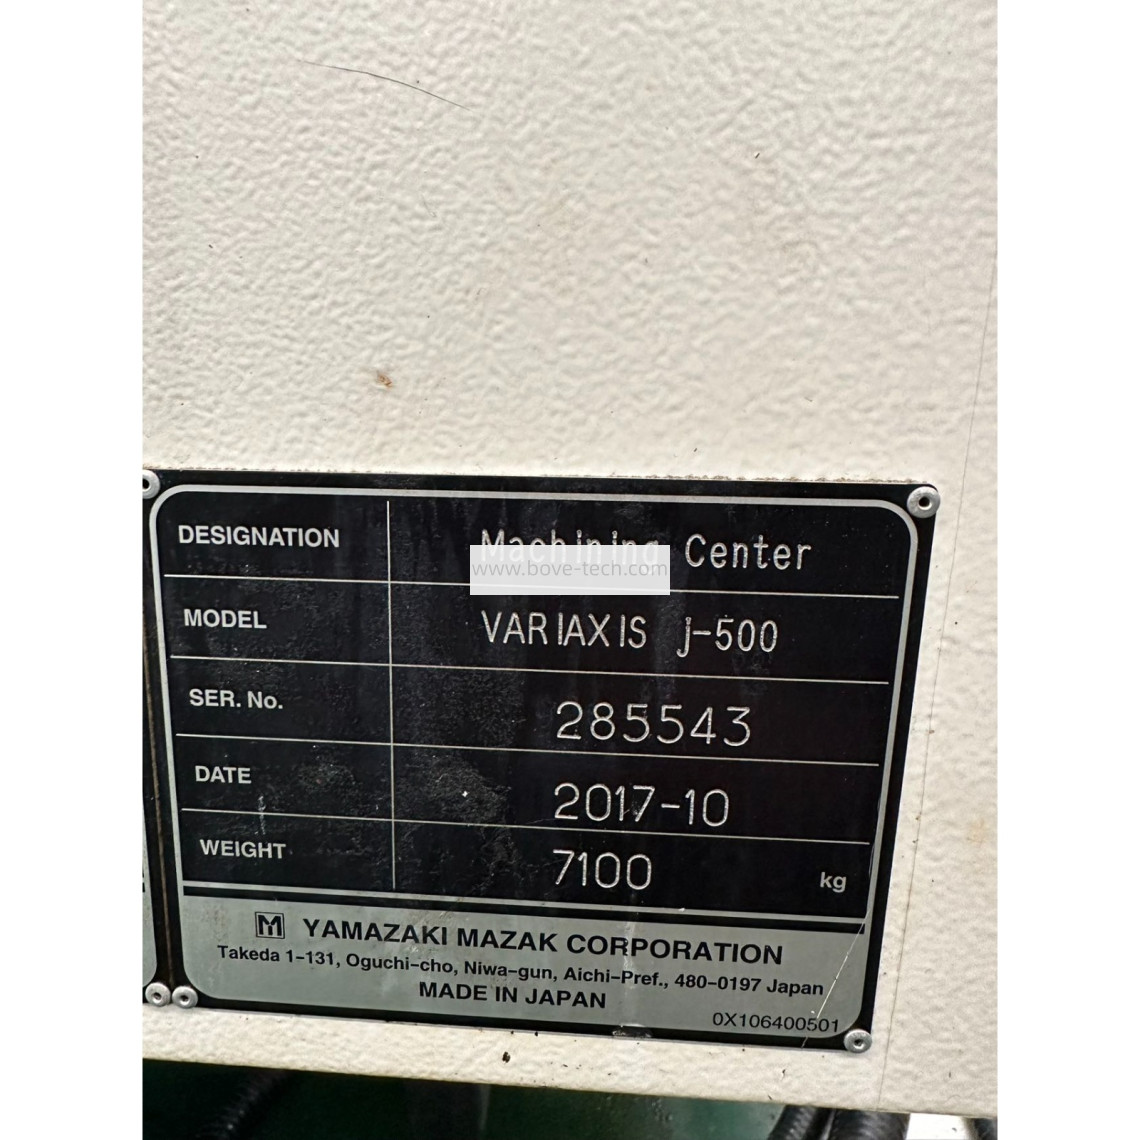 DESIGNATION Machining Center
www.bove-tech.com
MODEL VARIAXIS j-500
SER. No. 285543
DATE 2017-10
WEIGHT 7100 kg
M YAMAZAKI MAZAK CORPORATION
Takeda 1-131, Oguchi-cho, Niwa-gun, Aichi-Pref., 480-0197 Japan
MADE IN JAPAN
0X106400501